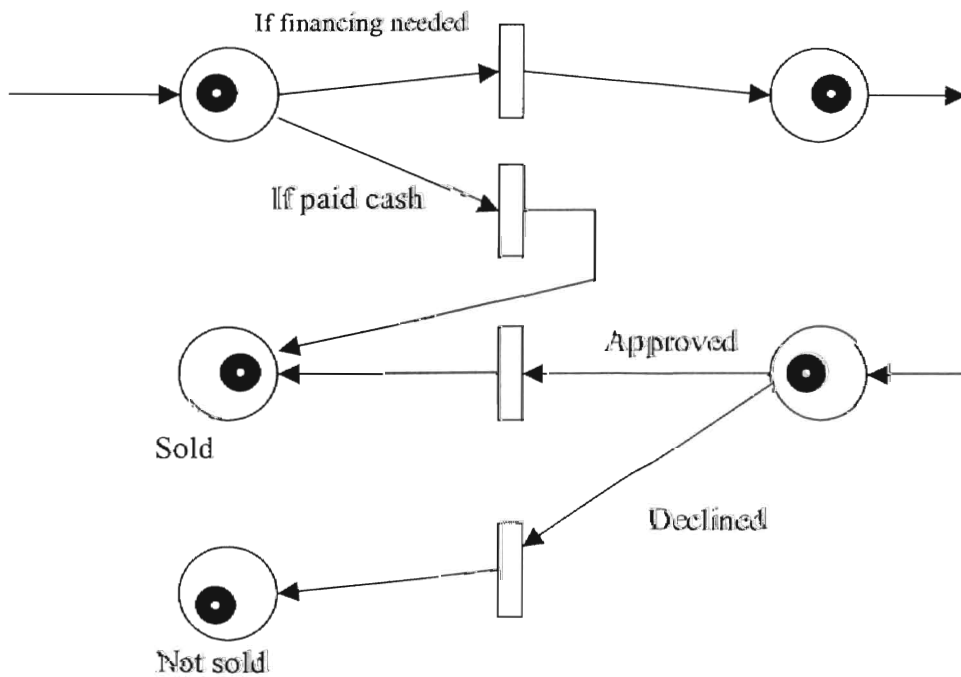 If financing needed
If paid cash
Approved
Sold
Declined
Not sold